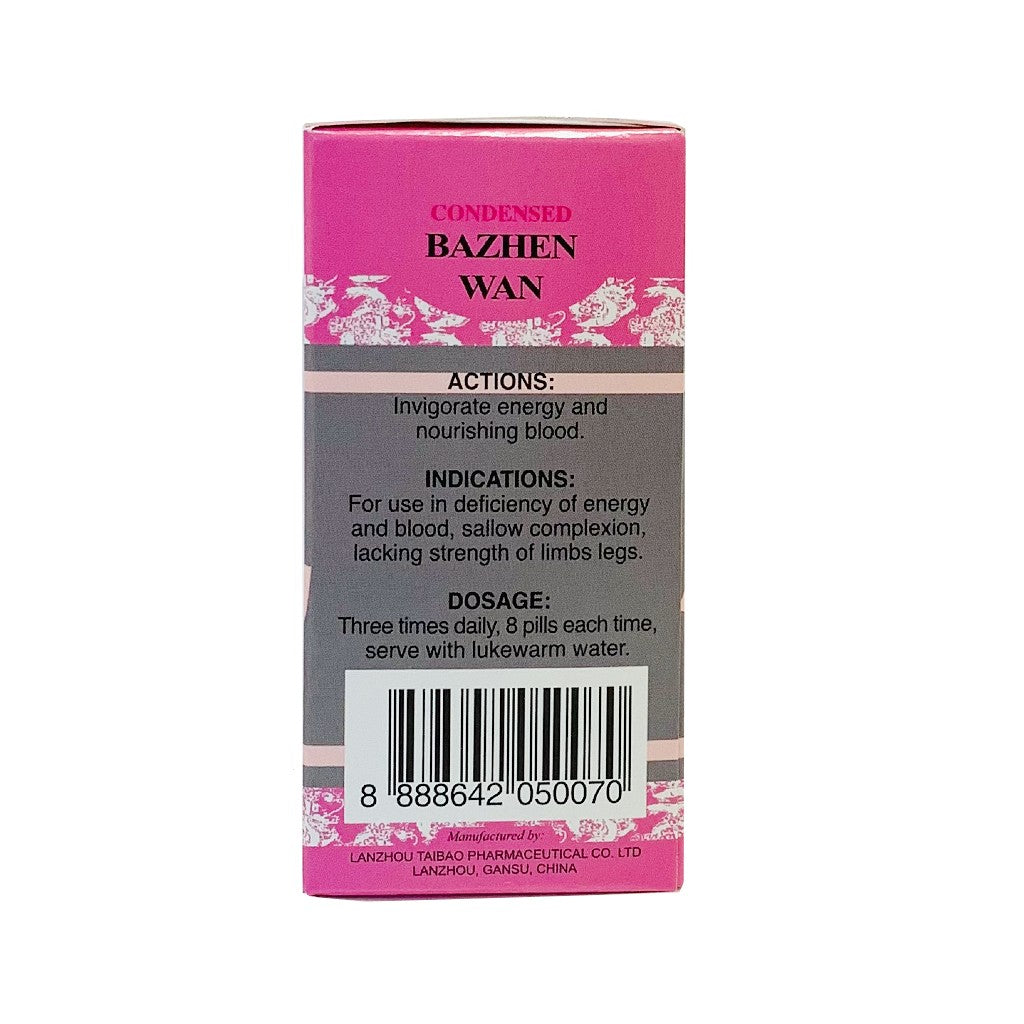 CONDENSED
BAZHEN
WAN
ACTIONS:
Invigorate energy and
nourishing blood.
INDICATIONS:
For use in deficiency of energy
and blood, sallow complexion,
lacking strength of limbs legs.
DOSAGE:
Three times daily, 8 pills each time,
serve with lukewarm water.
8 888642 050070
Manufactured by:
LANZHOU TAIBAO PHARMACEUTICAL CO. LTD
LANZHOU, GANSU, CHINA